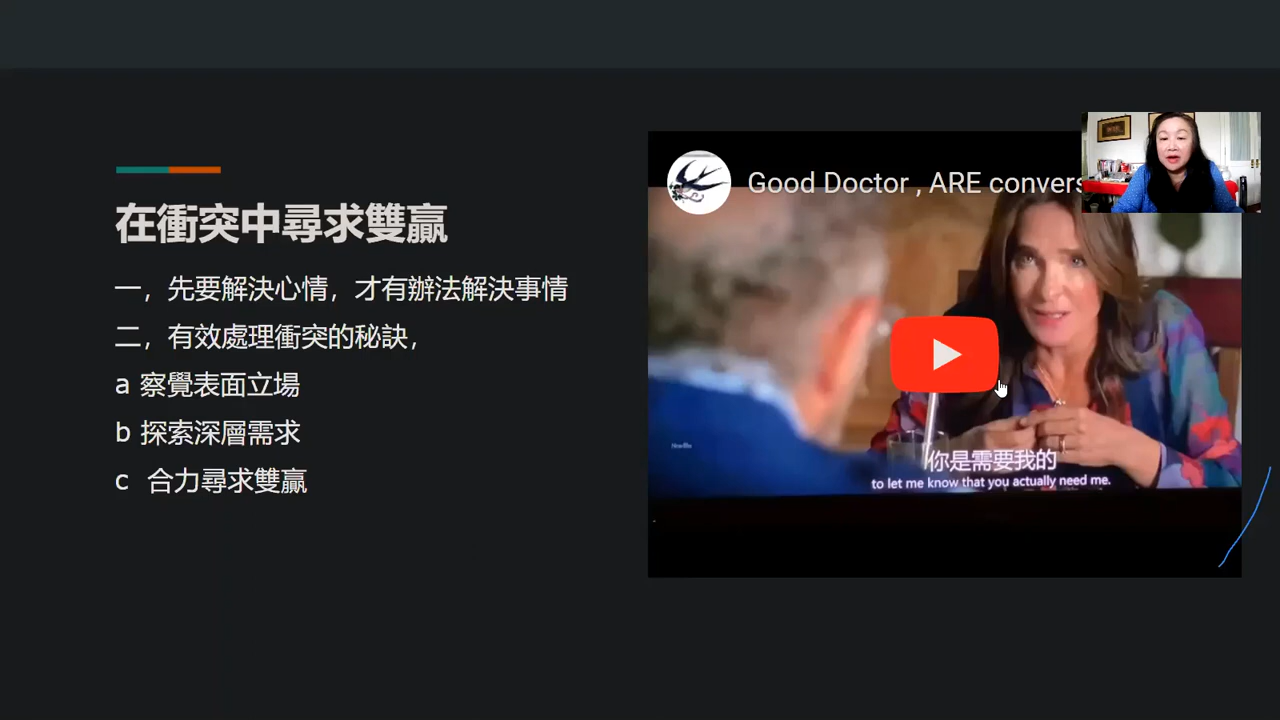 在衝突中尋求雙贏
一，先要解決心情，才有辦法解決事情
二，有效處理衝突的秘訣，
a 察覺表面立場
b 探索深層需求
c 合力尋求雙贏
Good Doctor , ARE convers
你是需要我的
to let me know that you actually need me.